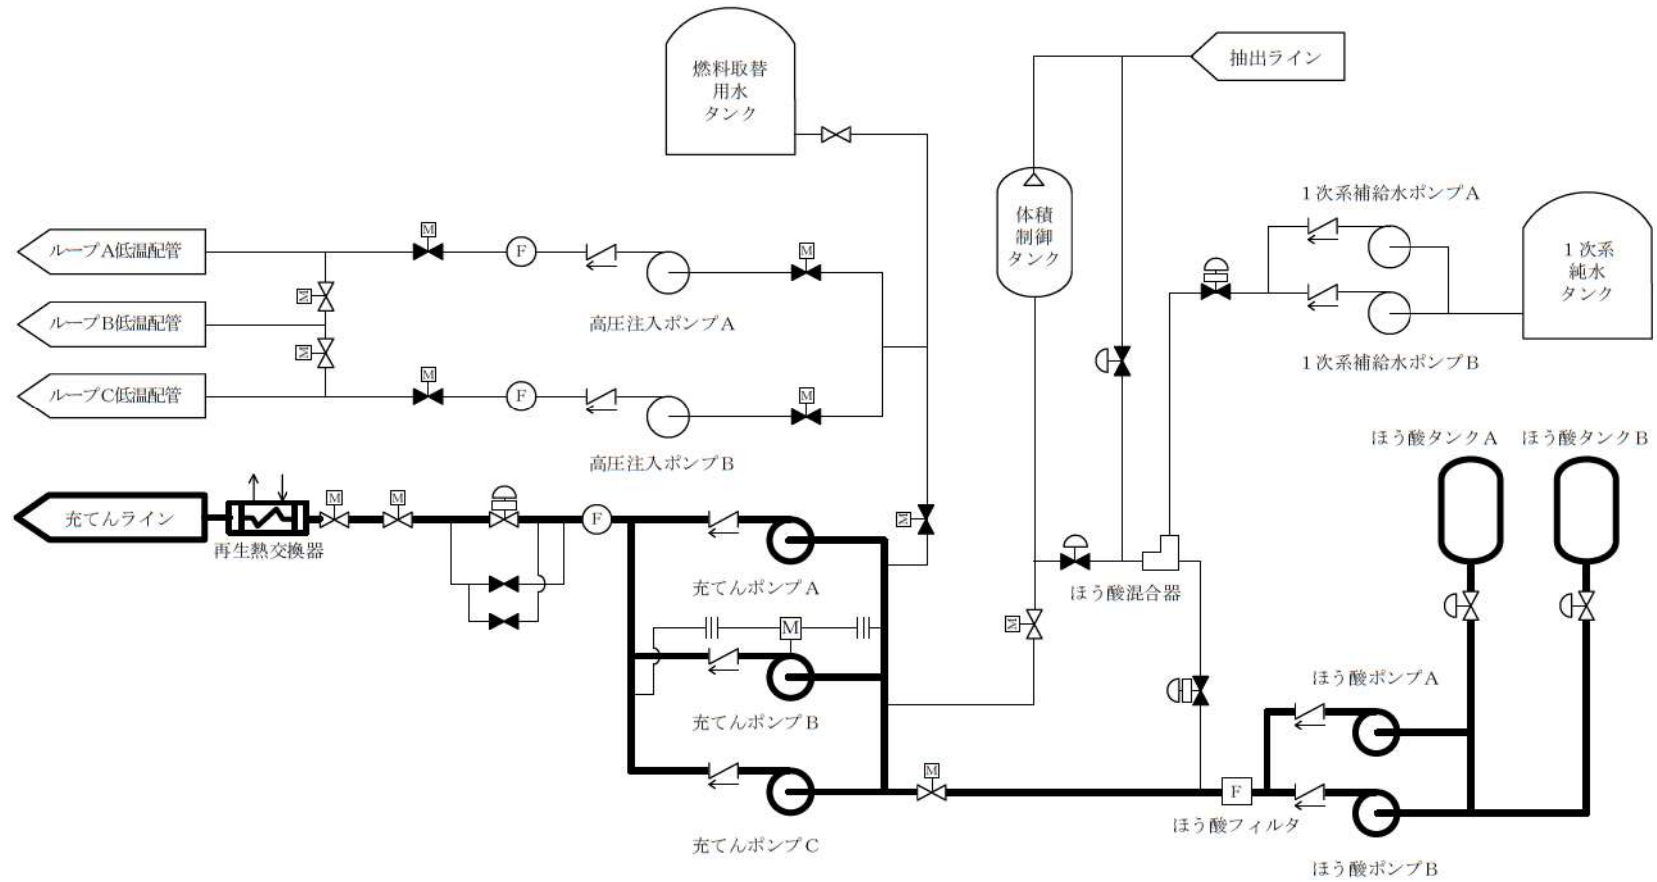 燃料取替
用水
タンク
抽出ライン
体積
制御
タンク
1次系補給水ポンプA
1次系
純水
タンク
1次系補給水ポンプB
ループA低温配管
M
F
M
M
高圧注入ポンプA
ループB低温配管
M
ループC低温配管
M
F
M
高圧注入ポンプB
ほう酸タンクA
ほう酸タンクB
充てんライン
再生熱交換器
M
M
F
M
充てんポンプA
ほう酸混合器
M
M
充てんポンプB
ほう酸ポンプA
M
F
ほう酸フィルタ
充てんポンプC
ほう酸ポンプB